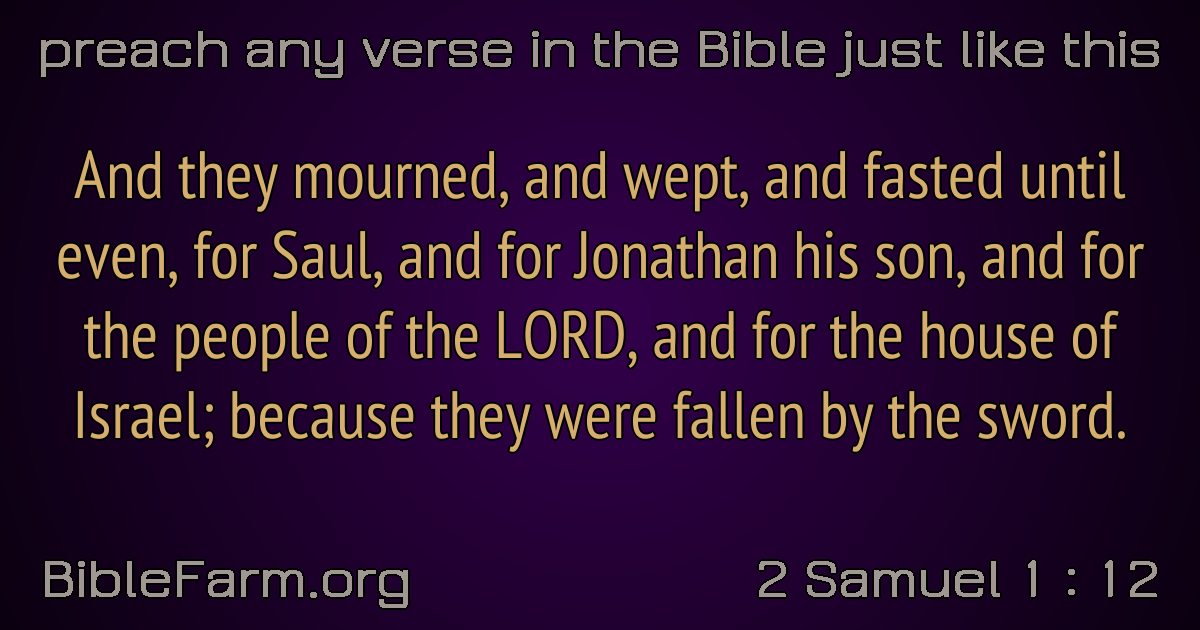 preach any verse in the Bible just like this
And they mourned, and wept, and fasted until
even, for Saul, and for Jonathan his son, and for
the people of the LORD, and for the house of
Israel; because they were fallen by the sword.
BibleFarm.org
2 Samuel 1 : 12